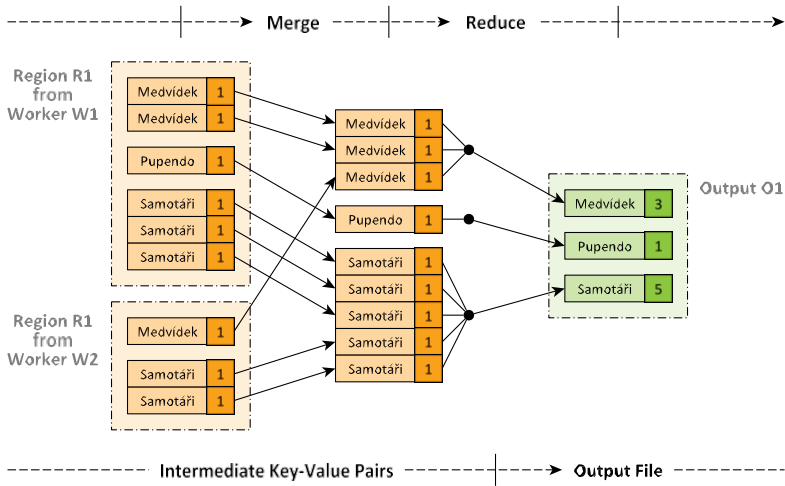 Merge
Reduce
Region R1
from
Worker W1
Medvídek 1
Medvídek 1
Pupendo 1
Samotáři 1
Samotáři 1
Samotáři 1
Region R1
from
Worker W2
Medvídek 1
Samotáři 1
Samotáři 1
Medvídek 1
Medvídek 1
Medvídek 1
Pupendo 1
Samotáři 1
Samotáři 1
Samotáři 1
Samotáři 1
Samotáři 1
Output O1
Medvídek 3
Pupendo 1
Samotáři 5
Intermediate Key-Value Pairs
Output File